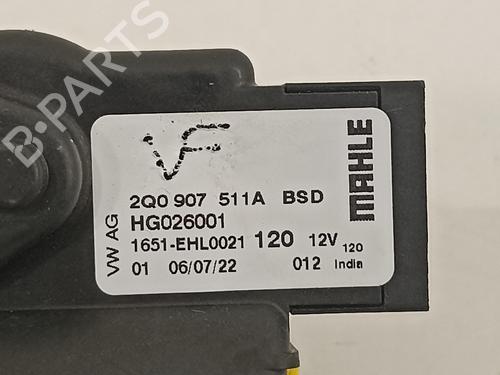 VF
2Q0 907 511A BSD
HG026001
1651-EHL0021 120 12V 120
01 06/07/22 012 India
VW AG
MAHLE
B-PARTS